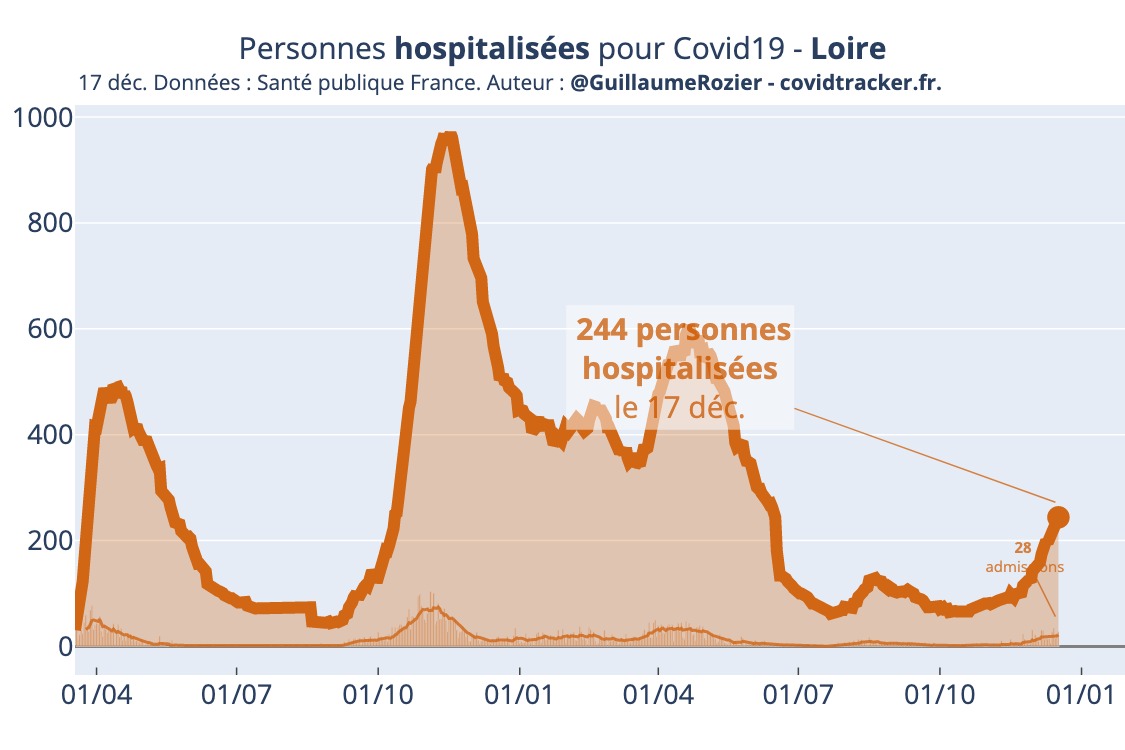 Personnes hospitalisées pour Covid19 - Loire
17 déc. Données : Santé publique France. Auteur : @GuillaumeRozier - covidtracker.fr.
1000
800
600
400
200
0
244 personnes
hospitalisées
le 17 déc.
28
admissions
01/04 01/07 01/10 01/01 01/04 01/07 01/10 01/01